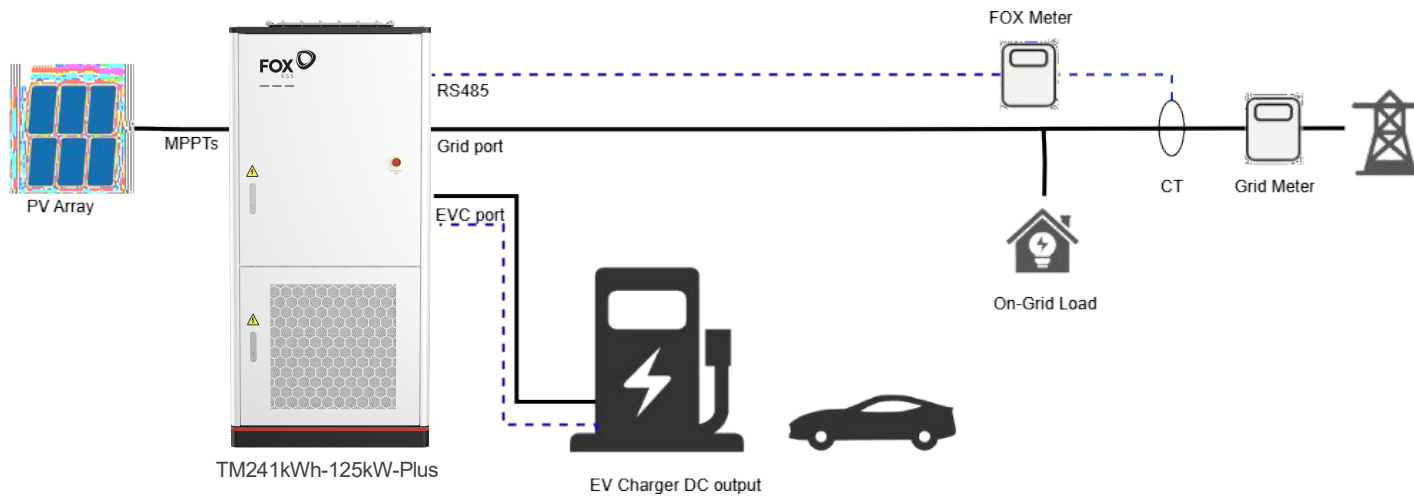 FOX Meter
FOX
ESS
RS485
MPPTs
Grid port
PV Array
CT
Grid Meter
EVC port
On-Grid Load
TM241kWh-125kW-Plus
EV Charger DC output